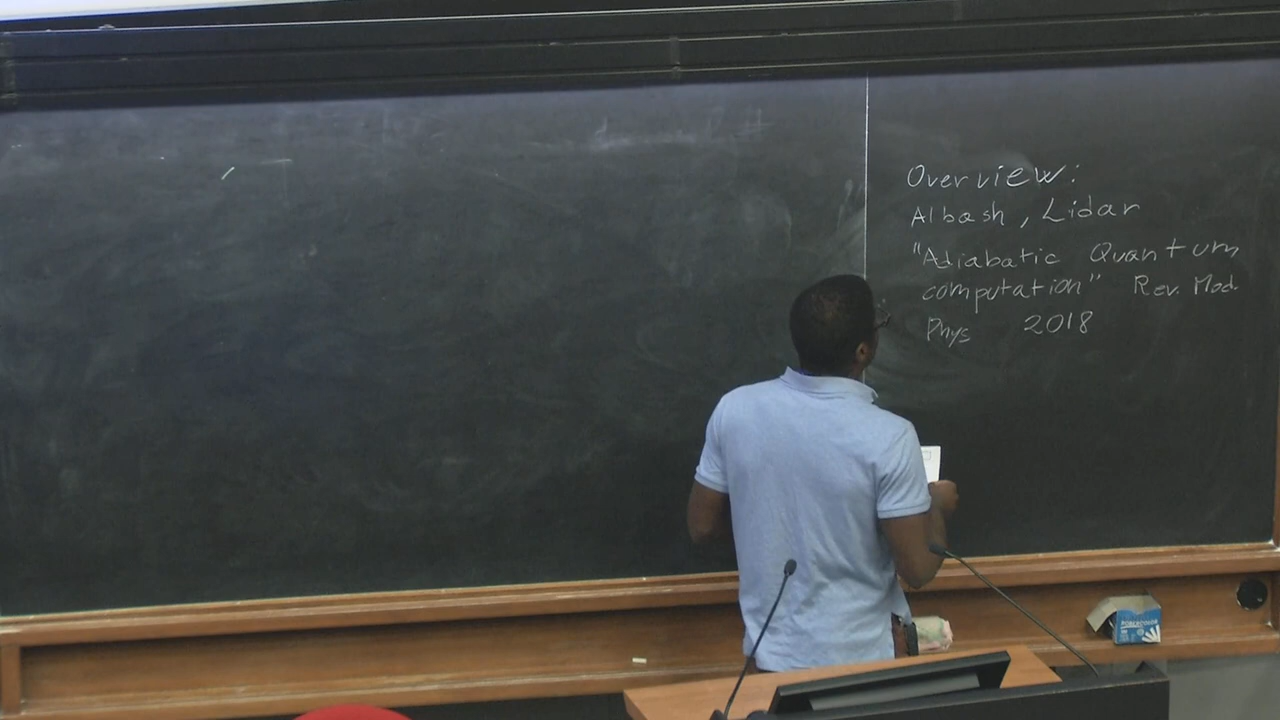 Overview:
Albash, Lidar
"Adiabatic Quantum
computation" Rev. Mod.
Phys 2018